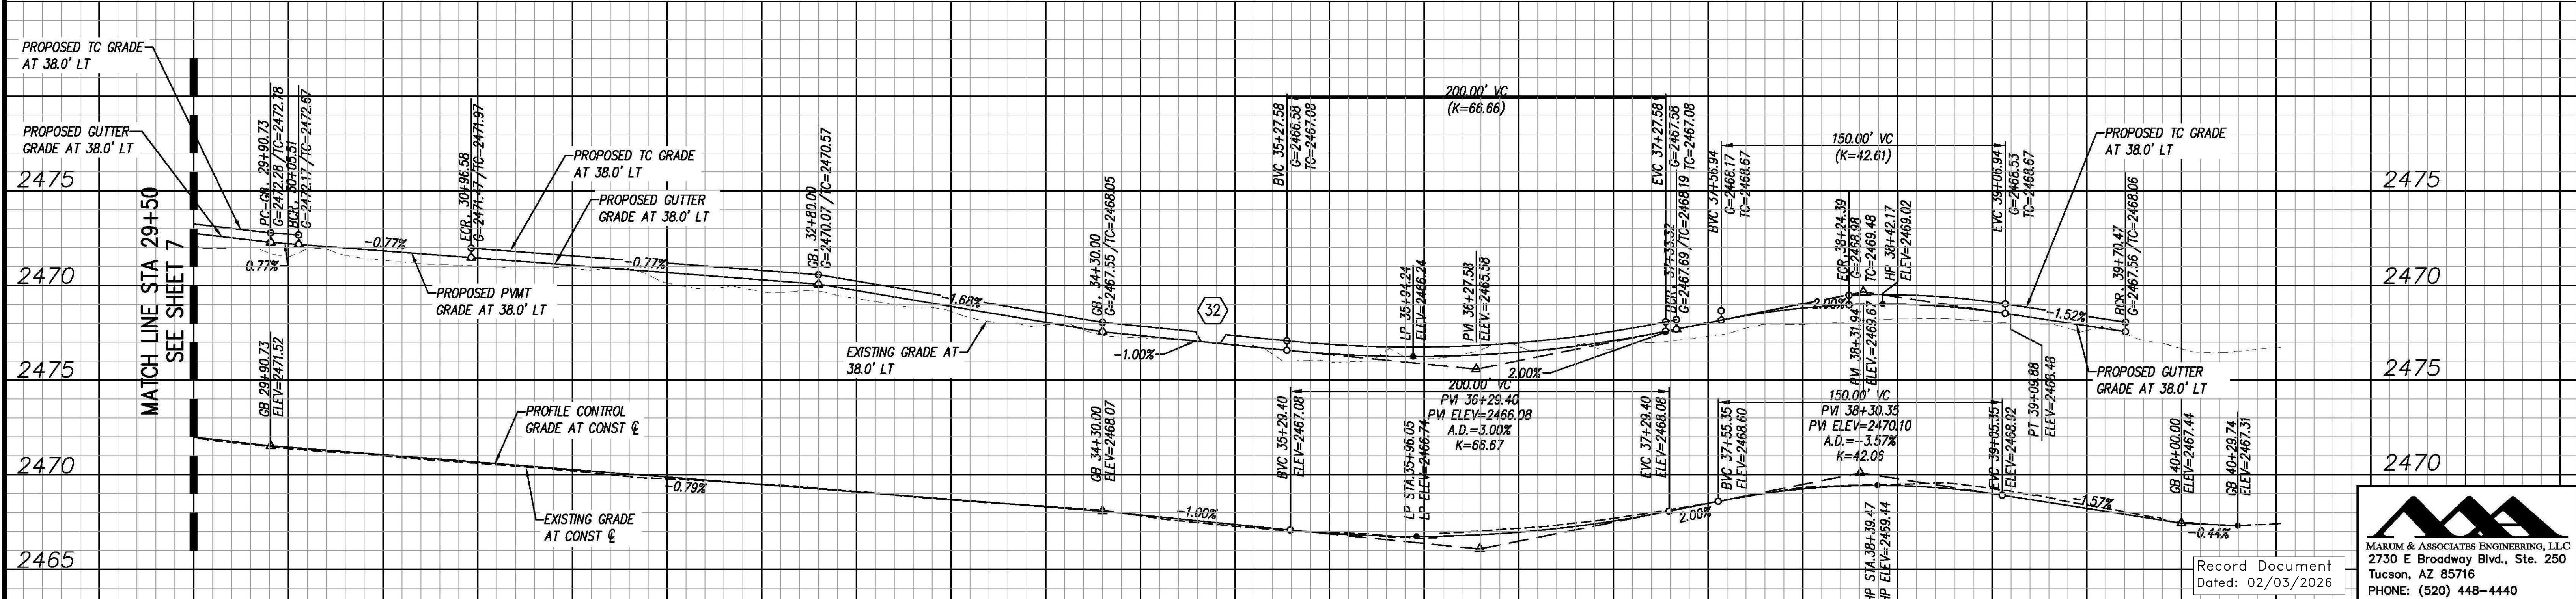 PROPOSED TC GRADE
AT 38.0' LT
PROPOSED GUTTER
GRADE AT 38.0' LT
2475
2470
2475
2470
2465
MATCH LINE STA 29+50
SEE SHEET 7
PC-GR, 29+90.73
G=2472.28 /TC=2472.78
BCR, 30+05.51
G=2472.17/TC=2472.67
0.77%
-0.77%
ECR, 30+96.58
G=2471.47/TC=2471.97
PROPOSED TC GRADE
AT 38.0' LT
PROPOSED GUTTER
GRADE AT 38.0' LT
-0.77%
PROPOSED PVMT
GRADE AT 38.0' LT
GB, 32+80.00
G=2470.07 /TC=2470.57
-1.68%
EXISTING GRADE AT
38.0' LT
GB, 34+30.00
G=2467.55 /TC=2468.05
-1.00%
32
BVC 35+27.58
G=2466.58
TC=2467.08
200.00' VC
(K=66.66)
LP 35+94.24
ELEV=2466.24
PVI 36+27.58
ELEV.=2465.58
2.00%
EVC 37+27.58
G=2467.58
TC=2467.08
BCR, 37+33.32
G=2467.69 /TC=2468.19
BVC 37+56.94
G=2468.17
TC=2468.67
150.00' VC
(K=42.61)
2.00%
ECR,38+24.39
G=2468.98
TC=2469.48
PVI 38+31.94
ELEV.=2469.67
HP 38+42.17
ELEV=2469.02
EVC 39+06.94
G=2468.53
TC=2468.67
PT 39+09.88
ELEV=2468.48
-1.52%
BCR, 39+70.47
G=2467.56 /TC=2468.06
PROPOSED TC GRADE
AT 38.0' LT
PROPOSED GUTTER
GRADE AT 38.0' LT
2475
2470
2475
2470
GB 29+90.73
ELEV=2471.52
PROFILE CONTROL
GRADE AT CONST ℄
EXISTING GRADE
AT CONST ℄
-0.79%
GB 34+30.00
ELEV=2468.07
-1.00%
BVC 35+29.40
ELEV=2467.08
200.00' VC
PVI 36+29.40
PVI ELEV=2466.08
A.D.=3.00%
K=66.67
LP STA.35+96.05
LP ELEV=2466.74
EVC 37+29.40
ELEV=2468.08
2.00%
BVC 37+55.35
ELEV=2468.60
150.00' VC
PVI 38+30.35
PVI ELEV=2470.10
A.D.=-3.57%
K=42.06
HP STA.38+39.47
HP ELEV=2469.44
EVC 39+05.35
ELEV=2468.92
-1.57%
GB 40+00.00
ELEV=2467.44
GB 40+29.74
ELEV=2467.31
-0.44%
Record Document
Dated: 02/03/2026
MARUM & ASSOCIATES ENGINEERING, LLC
2730 E Broadway Blvd., Ste. 250
Tucson, AZ 85716
PHONE: (520) 448-4440